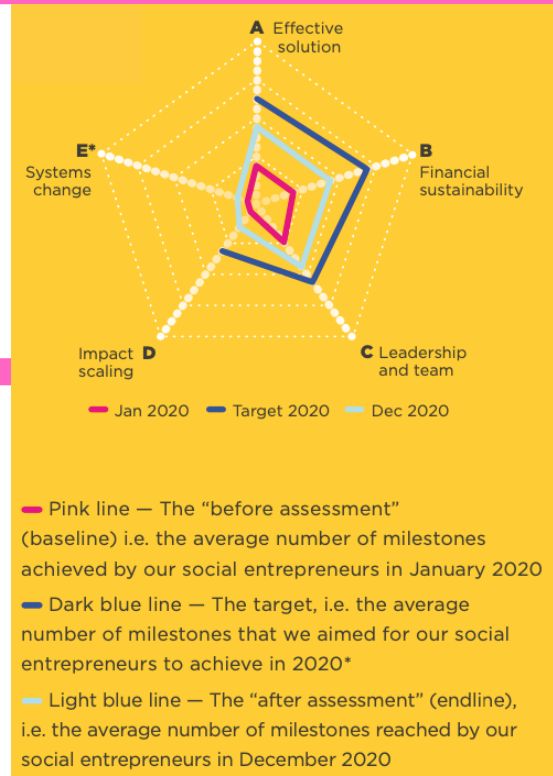 A Effective
solution
E*
Systems
change
B
Financial
sustainability
Impact D
scaling
C Leadership
and team
Jan 2020 Target 2020 Dec 2020
Pink line — The “before assessment”
(baseline) i.e. the average number of milestones
achieved by our social entrepreneurs in January 2020
Dark blue line — The target, i.e. the average
number of milestones that we aimed for our social
entrepreneurs to achieve in 2020*
Light blue line — The “after assessment” (endline),
i.e. the average number of milestones reached by our
social entrepreneurs in December 2020